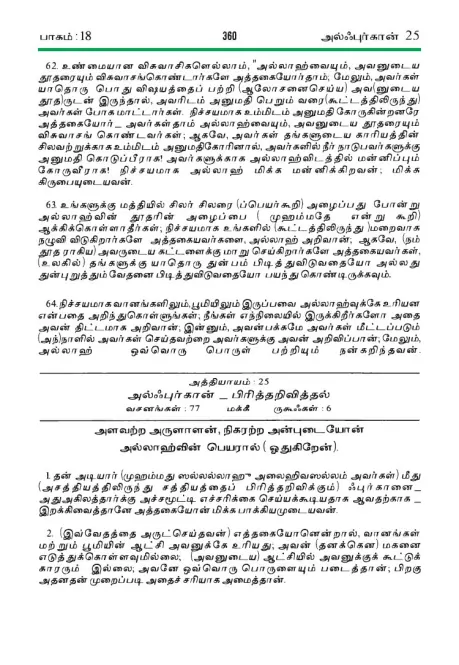 பாகம் : 18 360 அல்ஃபுர்கான் 25
62. உண்மையான விசுவாசிகளெல்லாம், "அல்லாஹ்வையும், அவனுடைய
தூதரையும் விசுவாசங்கொண்டார்களே அத்தகையோர்தாம்; மேலும், அவர்கள்
யாதொரு பொது விஷயத்தைப் பற்றி (ஆலோசனைசெய்ய) அவ(னுடைய
தூத)ருடன் இருந்தால், அவரிடம் அனுமதி பெறும் வரை(கூட்டத்திலிருந்து)
அவர்கள் போகமாட்டார்கள். நிச்சயமாக உம்மிடம் அனுமதி கோருகின்றனரே
அத்தகையோர் _ அவர்கள்தாம் அல்லாஹ்வையும், அவனுடைய தூதரையும்
விசுவாசங் கொண்டவர்கள்; ஆகவே, அவர்கள் தங்களுடைய காரியத்தின்
சிலவற்றுக்காக உம்மிடம் அனுமதிகோரினால், அவர்களில் நீர் நாடுபவர்களுக்கு
அனுமதி கொடுப்பீராக! அவர்களுக்காக அல்லாஹ்விடத்தில் மன்னிப்பும்
கோருவீராக! நிச்சயமாக அல்லாஹ் மிக்க மன்னிக்கிறவன்; மிக்க
கிருபையுடையவன்.
63. உங்களுக்கு மத்தியில் சிலர் சிலரை (ப்பெயர்கூறி) அழைப்பது போன்று
அல்லாஹ்வின் தூதரின் அழைப்பை ( முஹம்மதே என்று கூறி)
ஆக்கிக்கொள்ளாதீர்கள்; நிச்சயமாக உங்களில் (கூட்டத்திலிருந்து )மறைவாக
நழுவி விடுகிறார்களே அத்தகையவர்களை, அல்லாஹ் அறிவான்; ஆகவே, (நம்
தூதராகிய) அவருடைய கட்டளைக்கு மாறு செய்கிறார்களே அத்தகையவர்கள்,
(உலகில்) தங்களுக்கு யாதொரு துன்பம் பிடித்துவிடுவதையோ அல்லது
துன்புறுத்தும் வேதனை பிடித்துவிடுவதையோ பயந்து கொண்டிருக்கவும்.
64.நிச்சயமாக வானங்களிலும், பூமியிலும் இருப்பவை அல்லாஹ்வுக்கே உரியன
என்பதை அறிந்துகொள்ளுங்கள்; நீங்கள் எந்நிலையில் இருக்கிறீர்களோ அதை
அவன் திட்டமாக அறிவான்; இன்னும், அவன்பக்கமே அவர்கள் மீட்டப்படும்
(அந்)நாளில் அவர்கள் செய்தவற்றை அவர்களுக்கு அவன் அறிவிப்பான்; மேலும்,
அல்லாஹ் ஒவ்வொரு பொருள் பற்றியும் நன்கறிந்தவன்.
அத்தியாயம் : 25
அல்ஃபுர்கான் _ பிரித்தறிவித்தல்
வசனங்கள் : 77 மக்கீ ருகூஃகள் : 6
அளவற்ற அருளாளன், நிகரற்ற அன்புடையோன்
அல்லாஹ்வின் பெயரால் ( ஓதுகிறேன்).
1. தன் அடியார் (முஹம்மது ஸல்லல்லாஹு அலைஹிவஸல்லம் அவர்கள்) மீது
(அசத்தியத்திலிருந்து சத்தியத்தைப் பிரித்தறிவிக்கும்) ஃபுர்கானை _
அதுஅகிலத்தார்க்கு அச்சமூட்டி எச்சரிக்கை செய்யக்கூடியதாக ஆவதற்காக _
இறக்கிவைத்தானே அத்தகையோன் மிக்க பாக்கியமுடையவன்.
2. (இவ்வேதத்தை அருட்செய்தவன்) எத்தகையோனென்றால், வானங்கள்
மற்றும் பூமியின் ஆட்சி அவனுக்கே உரியது; அவன் (தனக்கென) மகனை
எடுத்துக்கொள்ளவுமில்லை; (அவனுடைய) ஆட்சியில் அவனுக்குக் கூட்டுக்
காரரும் இல்லை; அவனே ஒவ்வொரு பொருளையும் படைத்தான்; பிறகு
அதனதன் முறைப்படி அதைச் சரியாக அமைத்தான்.